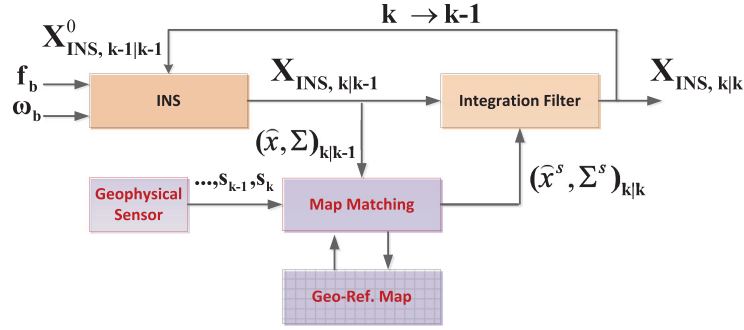 k → k-1
X⁰INS, k-1|k-1
fb
ωb
INS
XINS, k|k-1
Integration Filter
XINS, k|k
(x̂, Σ)k|k-1
(x̂ˢ, Σˢ)k|k
Geophysical
Sensor
...,sk-1,sk
Map Matching
Geo-Ref. Map